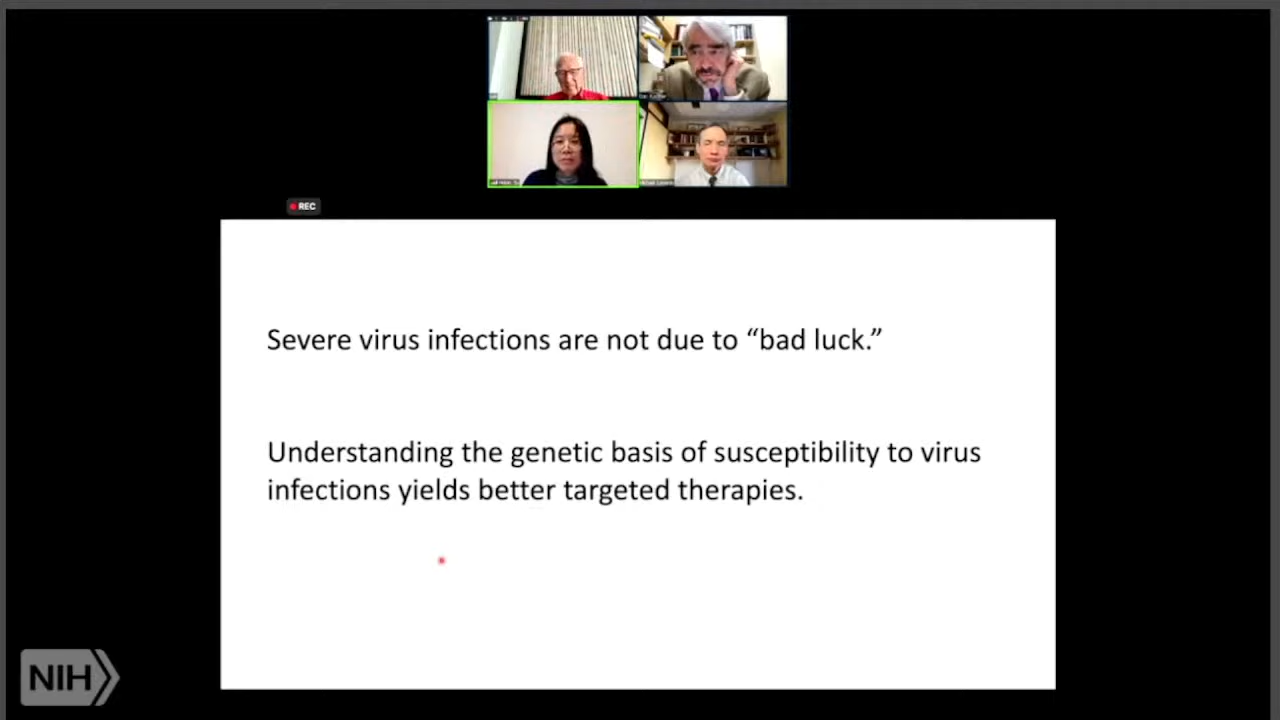 REC
Severe virus infections are not due to “bad luck.”
Understanding the genetic basis of susceptibility to virus
infections yields better targeted therapies.
NIH